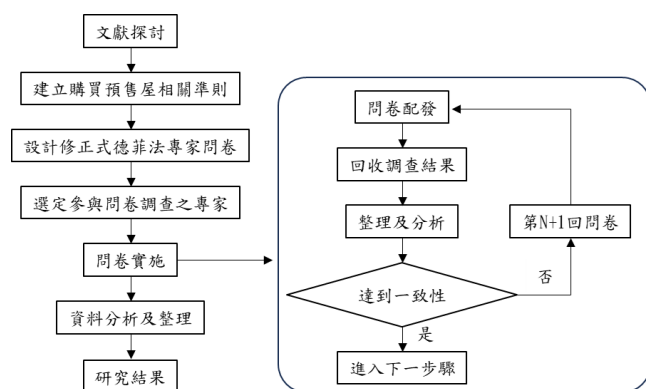 文獻探討
建立購買預售屋相關準則
設計修正式德菲法專家問卷
選定參與問卷調查之專家
問卷實施
資料分析及整理
研究結果
問卷配發
回收調查結果
整理及分析
第N+1回問卷
達到一致性
否
是
進入下一步驟